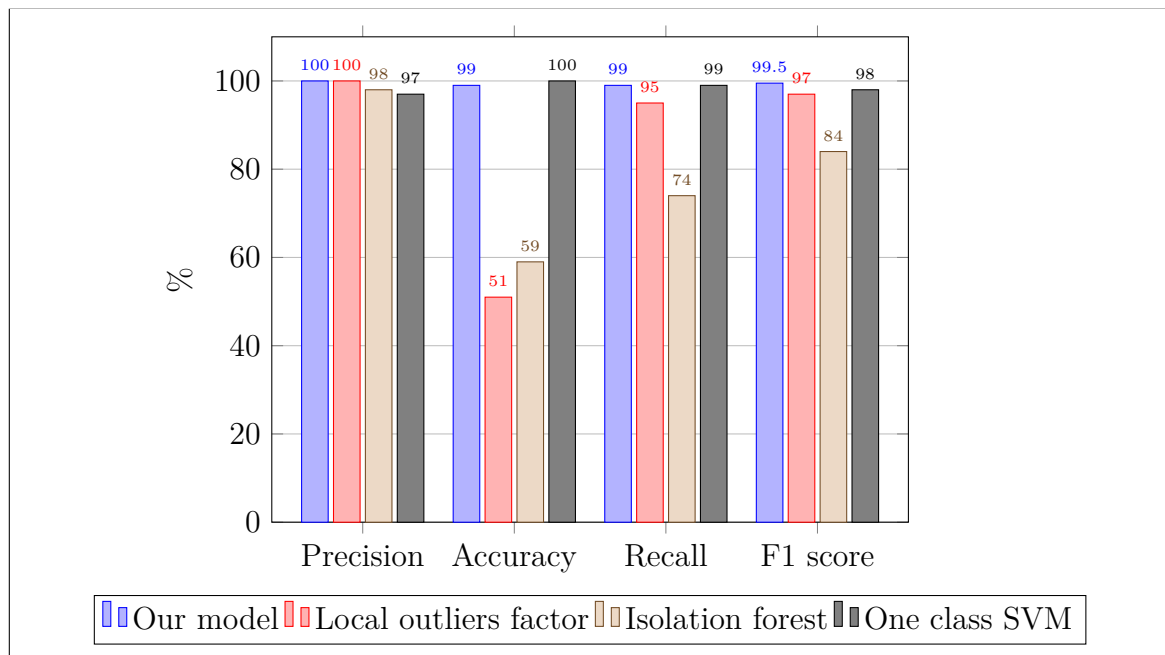 100 100 98 97 99 51 59 100 99 95 74 99 99.5 97 84 98
100
80
60
40
20
0
%
Precision Accuracy Recall F1 score
Our model Local outliers factor Isolation forest One class SVM